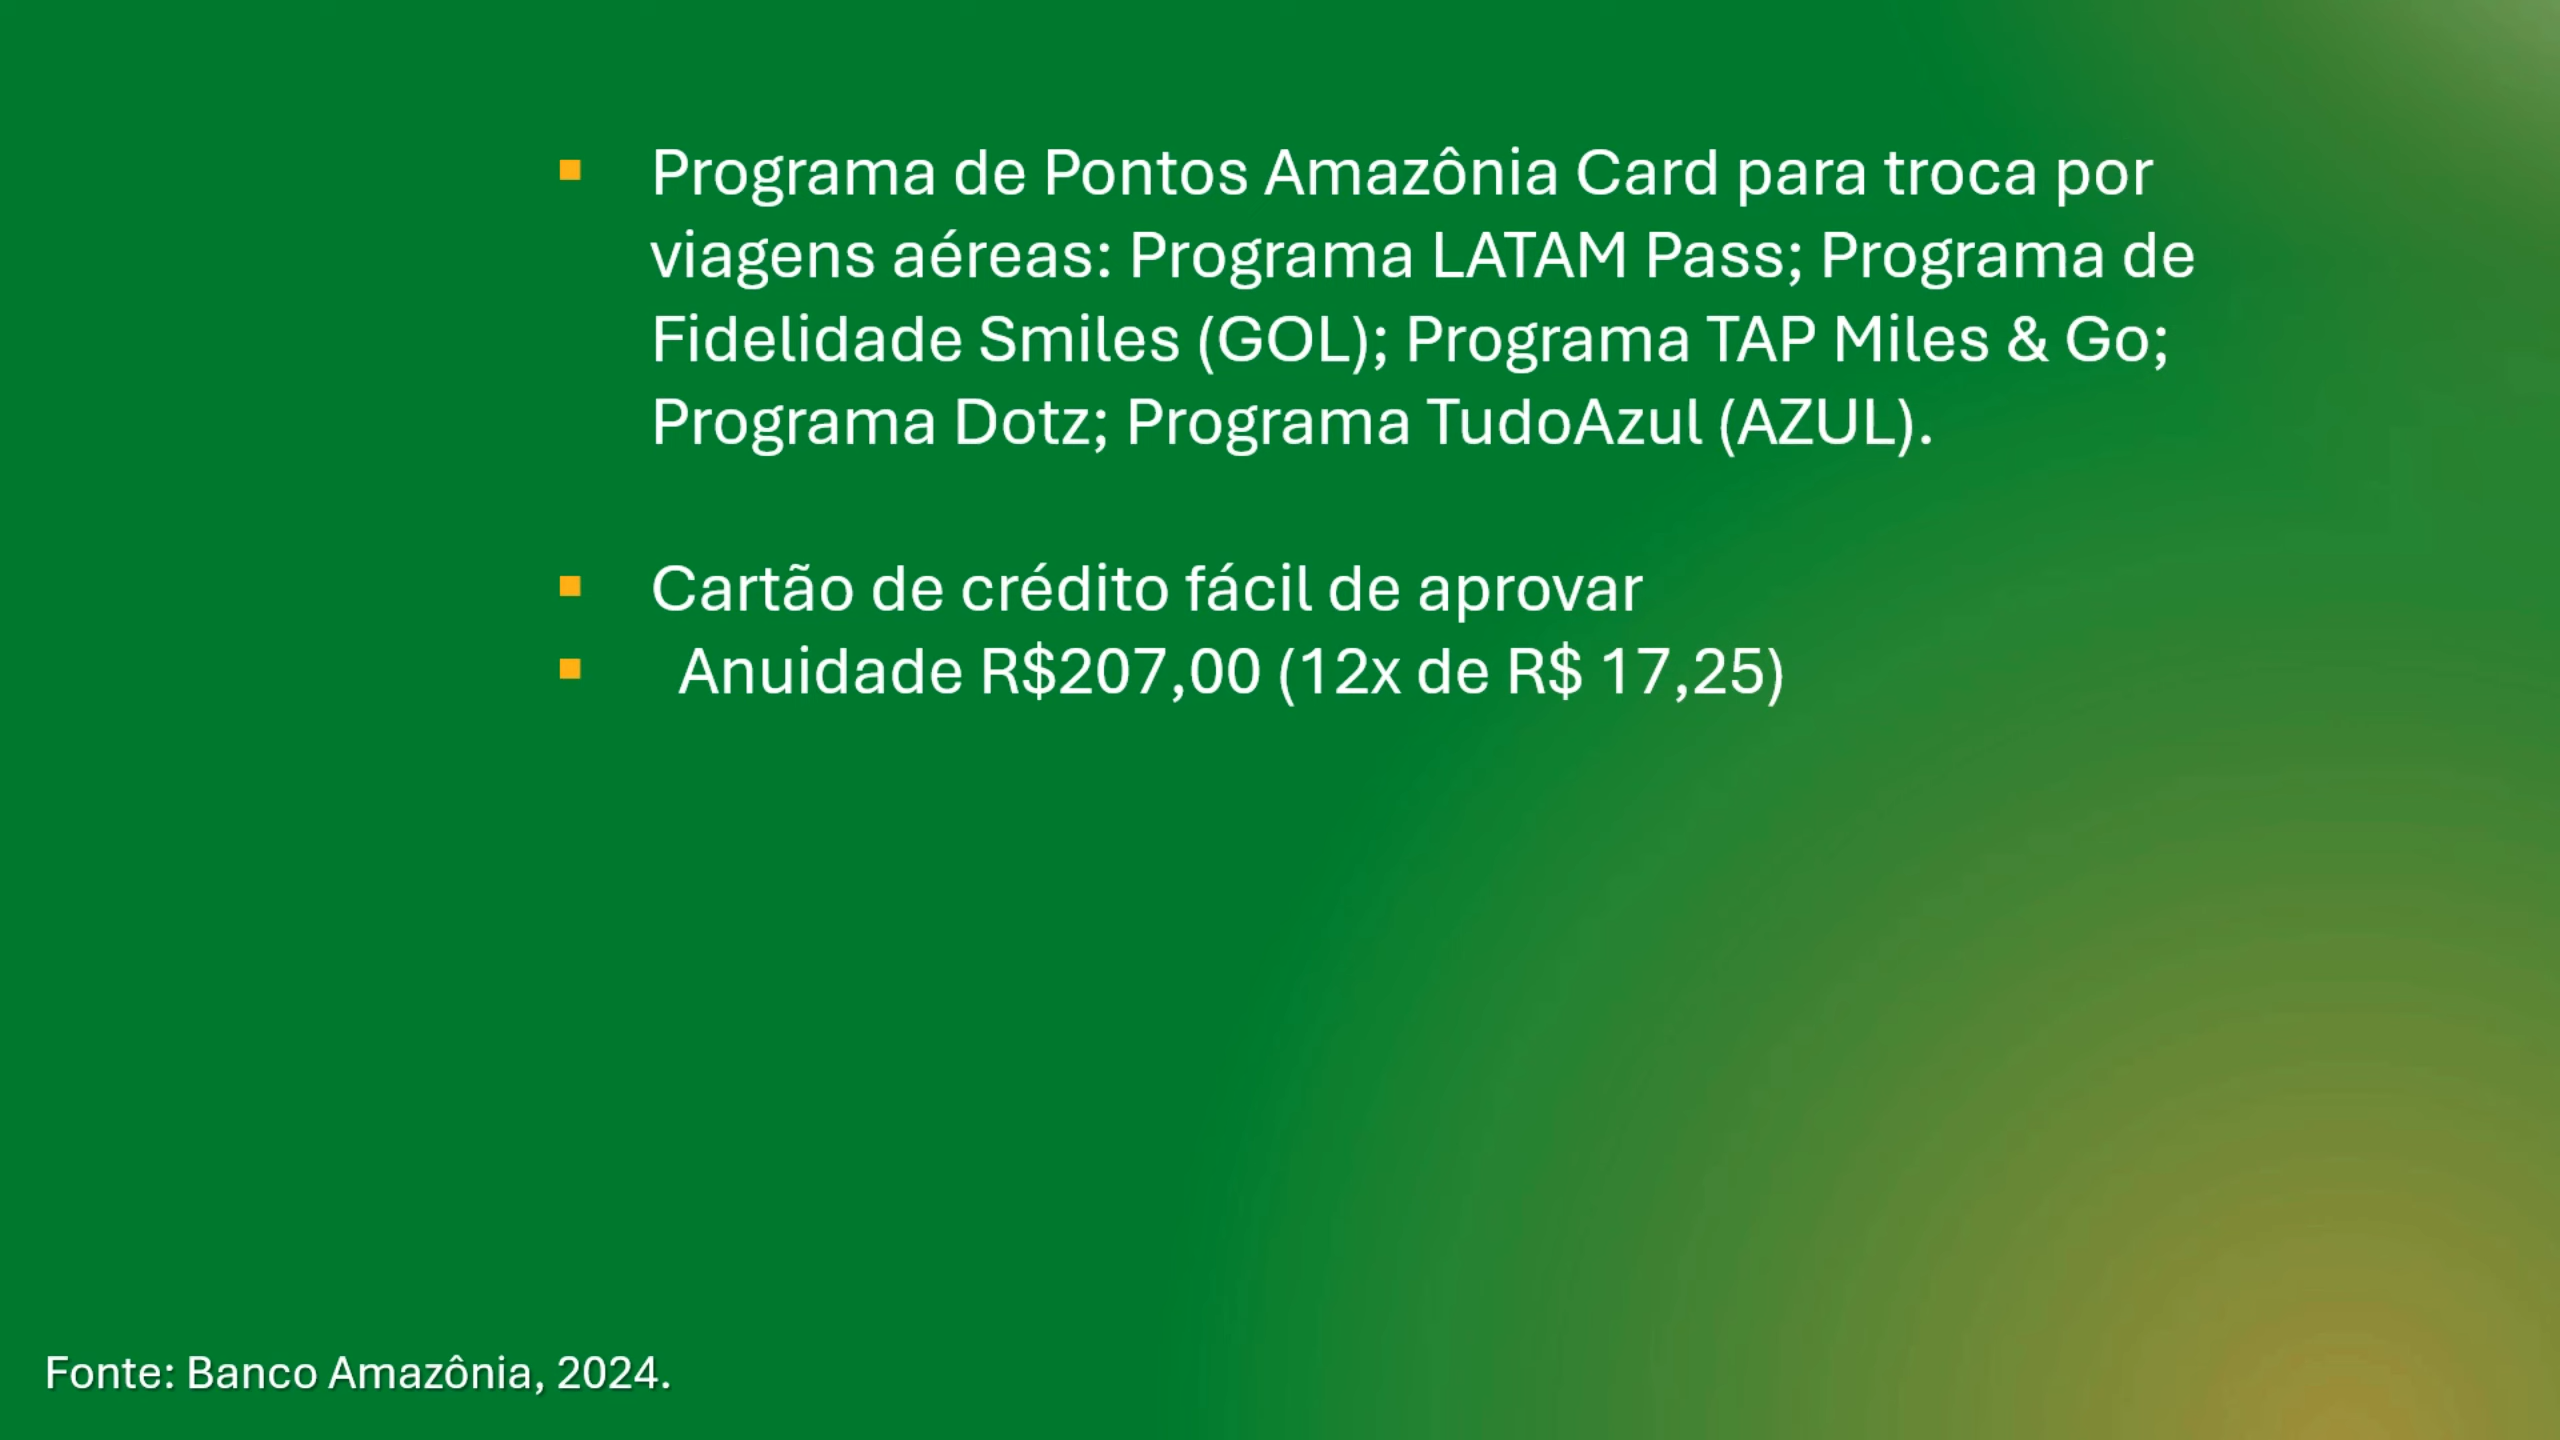 ▪ Programa de Pontos Amazônia Card para troca por
viagens aéreas: Programa LATAM Pass; Programa de
Fidelidade Smiles (GOL); Programa TAP Miles & Go;
Programa Dotz; Programa TudoAzul (AZUL).
▪ Cartão de crédito fácil de aprovar
▪ Anuidade R$207,00 (12x de R$ 17,25)
Fonte: Banco Amazônia, 2024.